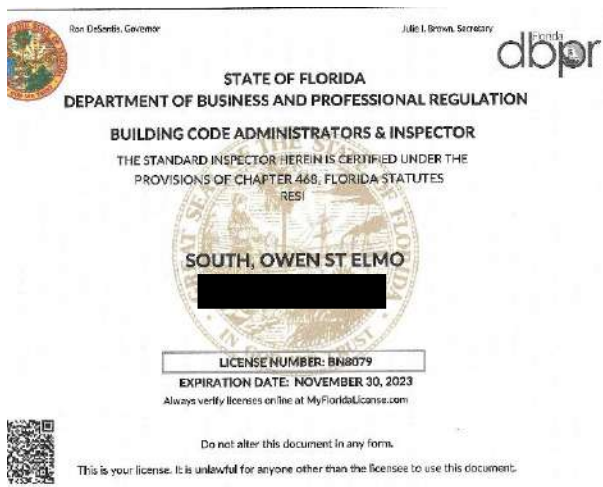 Ron DeSantis, Governor
Julie I. Brown, Secretary
Florida
dbpr
STATE OF FLORIDA
DEPARTMENT OF BUSINESS AND PROFESSIONAL REGULATION
BUILDING CODE ADMINISTRATORS & INSPECTOR
THE STANDARD INSPECTOR HEREIN IS CERTIFIED UNDER THE
PROVISIONS OF CHAPTER 468, FLORIDA STATUTES
RESI
SOUTH, OWEN ST ELMO
LICENSE NUMBER: BN8079
EXPIRATION DATE: NOVEMBER 30, 2023
Always verify licenses online at MyFloridaLicense.com
Do not alter this document in any form.
This is your license. It is unlawful for anyone other than the licensee to use this document.